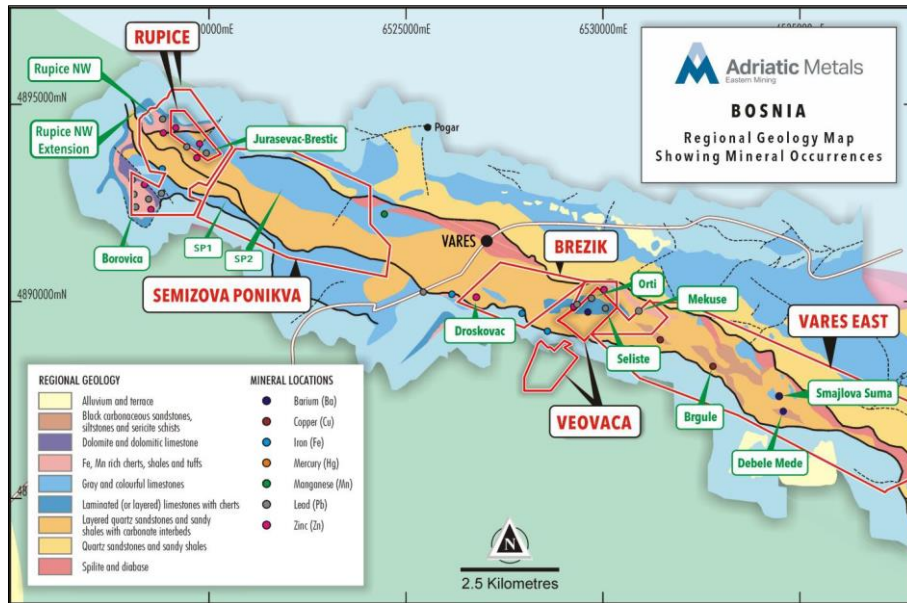 6525000mE
6530000mE
4895000mN
4890000mN
RUPICE
Rupice NW
Rupice NW
Extension
Jurasevac-Brestic
Pogar
Adriatic Metals
Eastern Mining
BOSNIA
Regional Geology Map
Showing Mineral Occurrences
Borovica
SP1
SP2
SEMIZOVA PONIKVA
VARES
BREZIK
Orti
Mekuse
VARES EAST
Droskovac
Seliste
VEOVACA
Brgule
Smajlova Suma
Debele Mede
REGIONAL GEOLOGY
Alluvium and terrace
Black carbonaceous sandstones,
siltstones and sericite schists
Dolomite and dolomitic limestone
Fe, Mn rich cherts, shales and tuffs
Gray and colourful limestones
Laminated (or layered) limestones with cherts
Layered quartz sandstones and sandy
shales with carbonate interbeds
Quartz sandstones and sandy shales
Spilite and diabase
MINERAL LOCATIONS
Barium (Ba)
Copper (Cu)
Iron (Fe)
Mercury (Hg)
Manganese (Mn)
Lead (Pb)
Zinc (Zn)
N
2.5 Kilometres